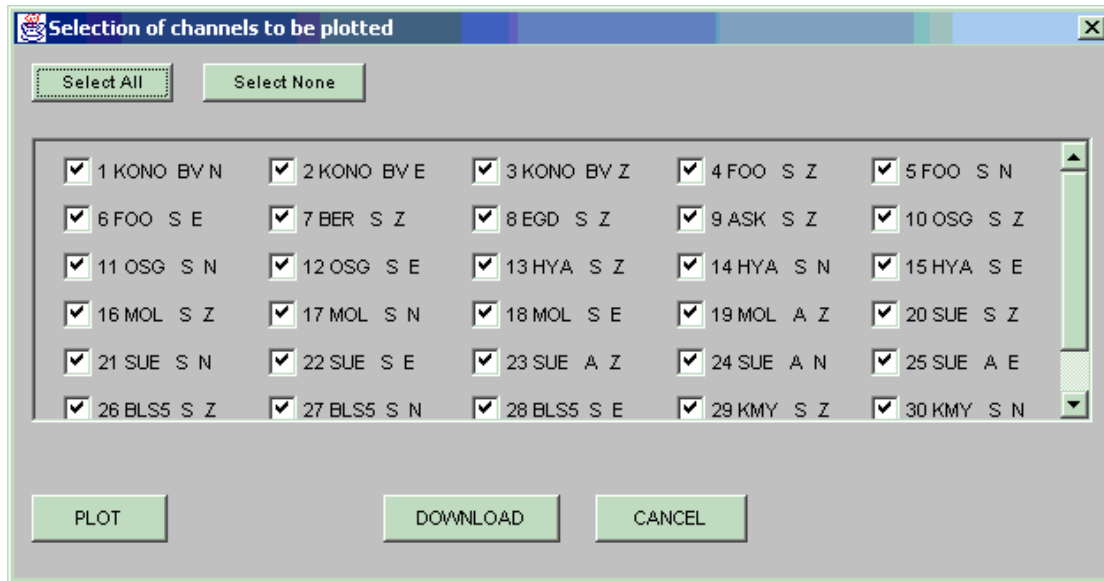 Selection of channels to be plotted
Select All Select None
1 KONO BV N 2 KONO BV E 3 KONO BV Z 4 FOO S Z 5 FOO S N
6 FOO S E 7 BER S Z 8 EGD S Z 9 ASK S Z 10 OSG S Z
11 OSG S N 12 OSG S E 13 HYA S Z 14 HYA S N 15 HYA S E
16 MOL S Z 17 MOL S N 18 MOL S E 19 MOL A Z 20 SUE S Z
21 SUE S N 22 SUE S E 23 SUE A Z 24 SUE A N 25 SUE A E
26 BLS5 S Z 27 BLS5 S N 28 BLS5 S E 29 KMY S Z 30 KMY S N
PLOT DOWNLOAD CANCEL